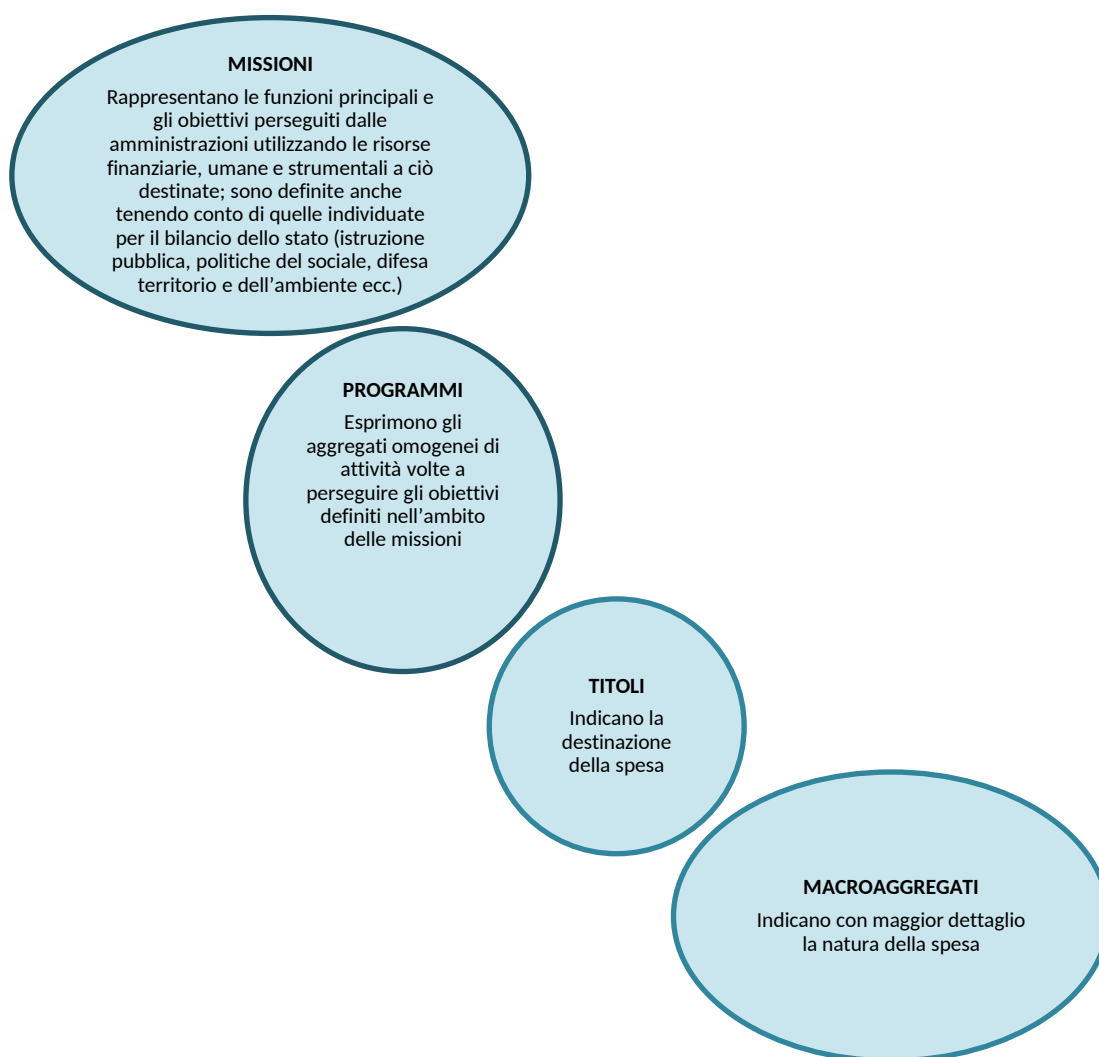 MISSIONI
Rappresentano le funzioni principali e
gli obiettivi perseguiti dalle
amministrazioni utilizzando le risorse
finanziarie, umane e strumentali a ciò
destinate; sono definite anche
tenendo conto di quelle individuate
per il bilancio dello stato (istruzione
pubblica, politiche del sociale, difesa
territorio e dell’ambiente ecc.)
PROGRAMMI
Esprimono gli
aggregati omogenei di
attività volte a
perseguire gli obiettivi
definiti nell’ambito
delle missioni
TITOLI
Indicano la
destinazione
della spesa
MACROAGGREGATI
Indicano con maggior dettaglio
la natura della spesa